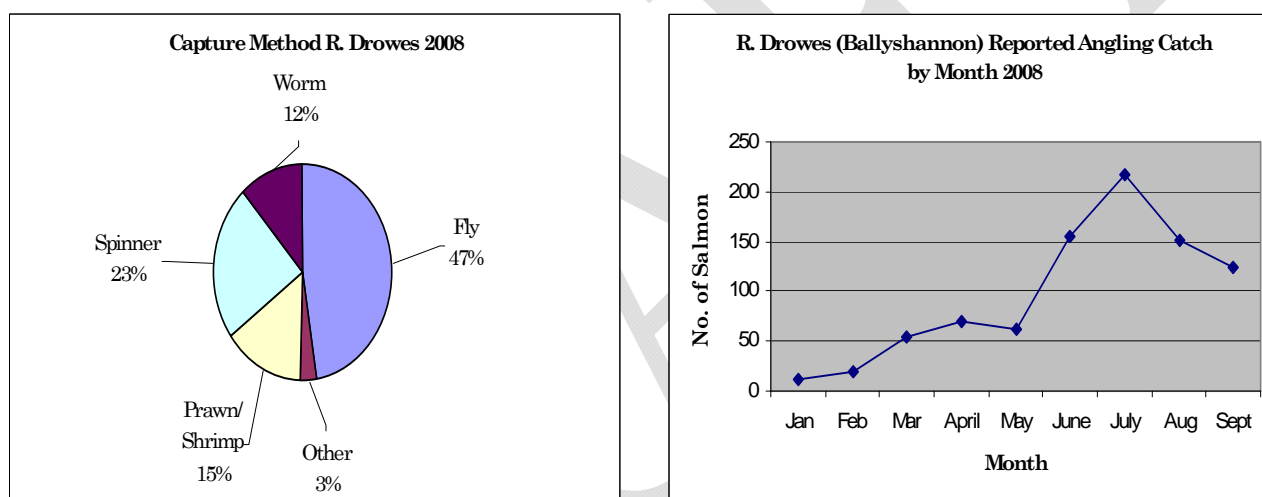 Capture Method R. Drowes 2008
Worm
12%
Fly
47%
Spinner
23%
Prawn/
Shrimp
15%
Other
3%
R. Drowes (Ballyshannon) Reported Angling Catch
by Month 2008
No. of Salmon
250
200
150
100
50
0
Jan Feb Mar April May June July Aug Sept
Month